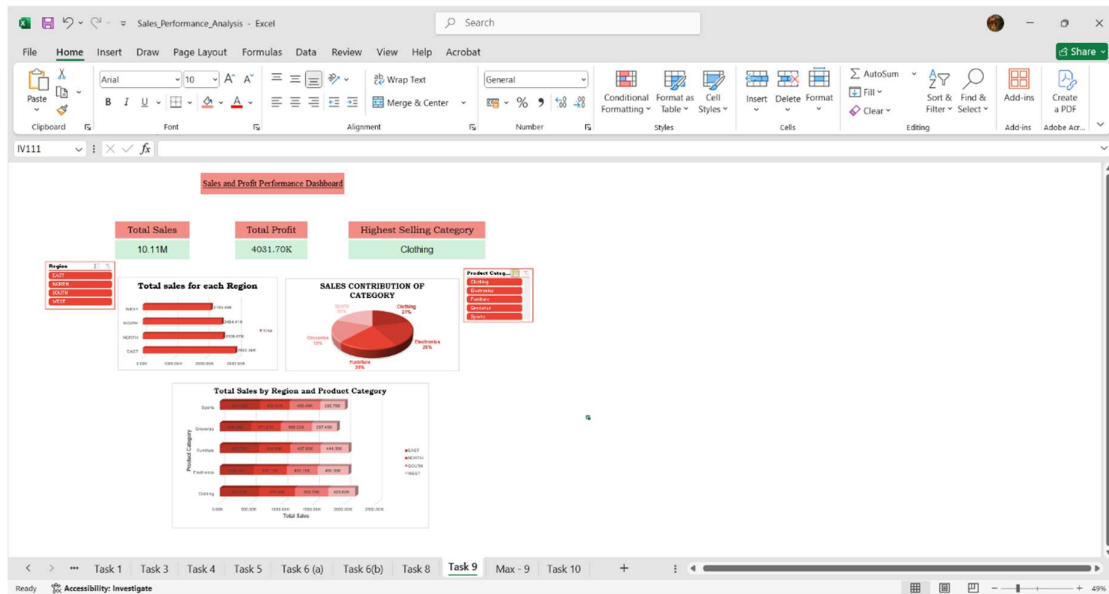 Sales_Performance_Analysis - Excel
Search
File Home Insert Draw Page Layout Formulas Data Review View Help Acrobat
Share
Paste
Arial 10
Wrap Text
General
Merge & Center
Conditional Formatting
Format as Table
Cell Styles
Insert Delete Format
AutoSum
Fill
Clear
Sort & Filter
Find & Select
Add-ins
Create a PDF
Clipboard Font Alignment Number Styles Cells Editing Add-ins Adobe Acr...
IV111
fx
Sales and Profit Performance Dashboard
Total Sales Total Profit Highest Selling Category
10.11M 4031.70K Clothing
Region
EAST
NORTH
SOUTH
WEST
Product Categ...
Clothing
Electronics
Furniture
Groceries
Sports
Total sales for each Region
WEST
SOUTH
NORTH
EAST
Total
SALES CONTRIBUTION OF
CATEGORY
Sports
Clothing
21%
Groceries
Electronics
Furniture
Total Sales by Region and Product Category
Product Category
Sports
Groceries
Furniture
Electronics
Clothing
EAST
NORTH
SOUTH
WEST
Total Sales
Task 1 Task 3 Task 4 Task 5 Task 6 (a) Task 6(b) Task 8 Task 9 Max - 9 Task 10
Ready Accessibility: Investigate 49%